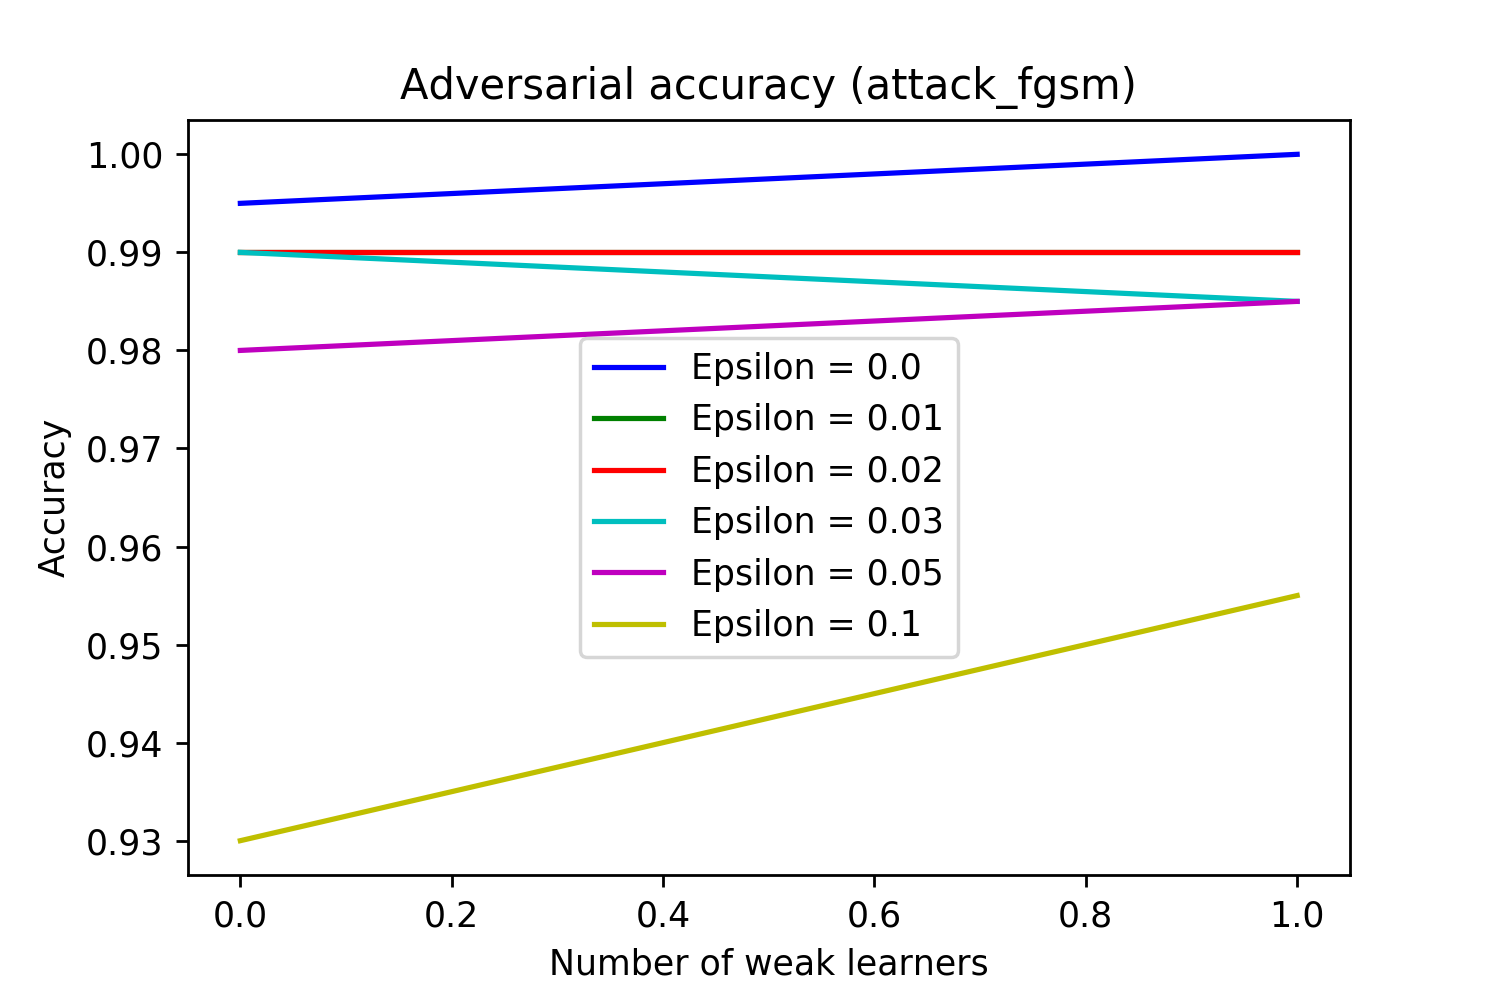 Adversarial accuracy (attack_fgsm)
1.00
0.99
0.98
0.97
0.96
0.95
0.94
0.93
Accuracy
Epsilon = 0.0
Epsilon = 0.01
Epsilon = 0.02
Epsilon = 0.03
Epsilon = 0.05
Epsilon = 0.1
0.0 0.2 0.4 0.6 0.8 1.0
Number of weak learners